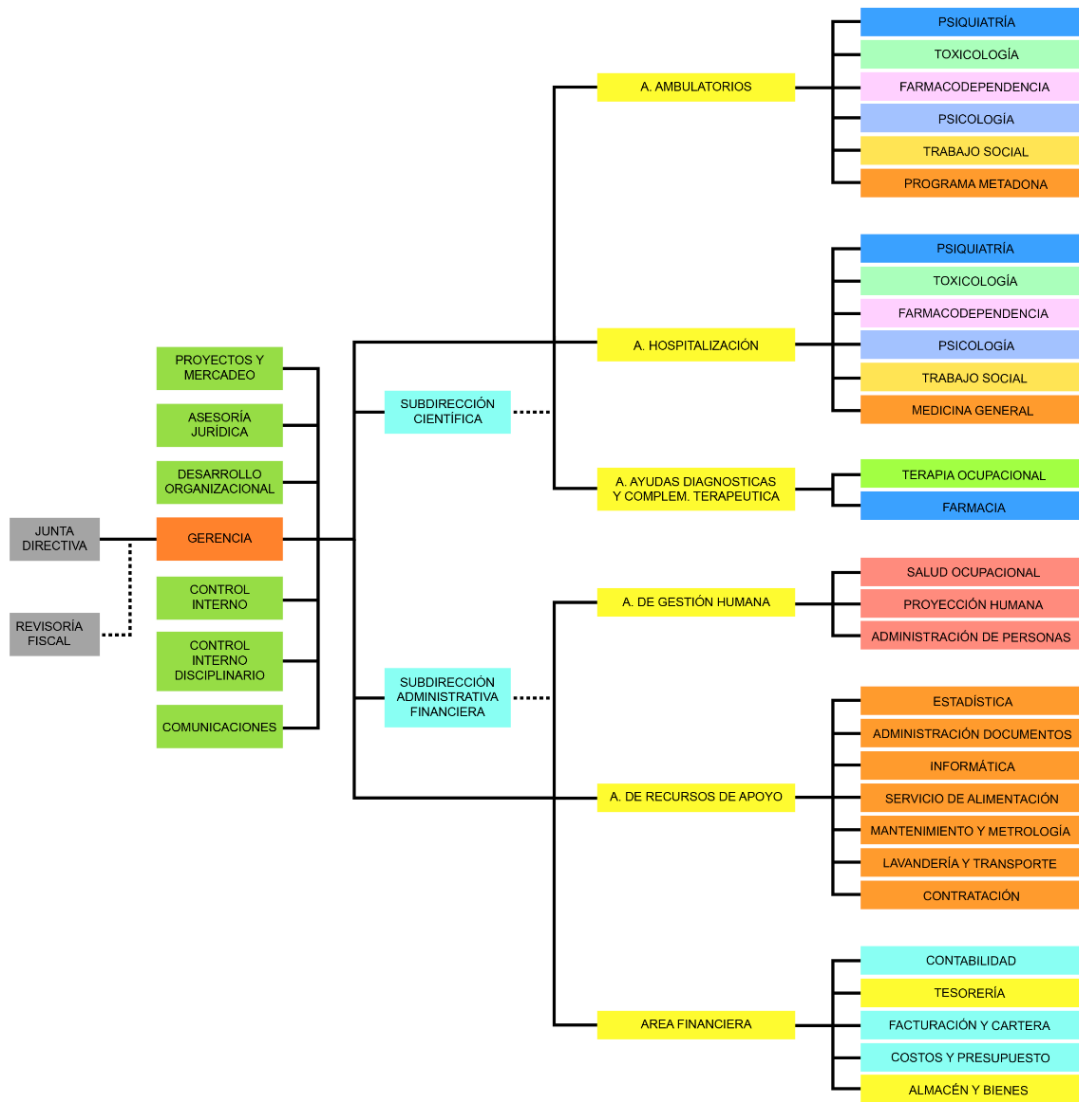 JUNTA
DIRECTIVA
REVISORÍA
FISCAL
PROYECTOS Y
MERCADEO
ASESORÍA
JURÍDICA
DESARROLLO
ORGANIZACIONAL
GERENCIA
CONTROL
INTERNO
CONTROL
INTERNO
DISCIPLINARIO
COMUNICACIONES
SUBDIRECCIÓN
CIENTÍFICA
SUBDIRECCIÓN
ADMINISTRATIVA
FINANCIERA
A. AMBULATORIOS
PSIQUIATRÍA
TOXICOLOGÍA
FARMACODEPENDENCIA
PSICOLOGÍA
TRABAJO SOCIAL
PROGRAMA METADONA
A. HOSPITALIZACIÓN
PSIQUIATRÍA
TOXICOLOGÍA
FARMACODEPENDENCIA
PSICOLOGÍA
TRABAJO SOCIAL
MEDICINA GENERAL
A. AYUDAS DIAGNOSTICAS
Y COMPLEM. TERAPEUTICA
TERAPIA OCUPACIONAL
FARMACIA
A. DE GESTIÓN HUMANA
SALUD OCUPACIONAL
PROYECCIÓN HUMANA
ADMINISTRACIÓN DE PERSONAS
A. DE RECURSOS DE APOYO
ESTADÍSTICA
ADMINISTRACIÓN DOCUMENTOS
INFORMÁTICA
SERVICIO DE ALIMENTACIÓN
MANTENIMIENTO Y METROLOGÍA
LAVANDERÍA Y TRANSPORTE
CONTRATACIÓN
AREA FINANCIERA
CONTABILIDAD
TESORERÍA
FACTURACIÓN Y CARTERA
COSTOS Y PRESUPUESTO
ALMACÉN Y BIENES